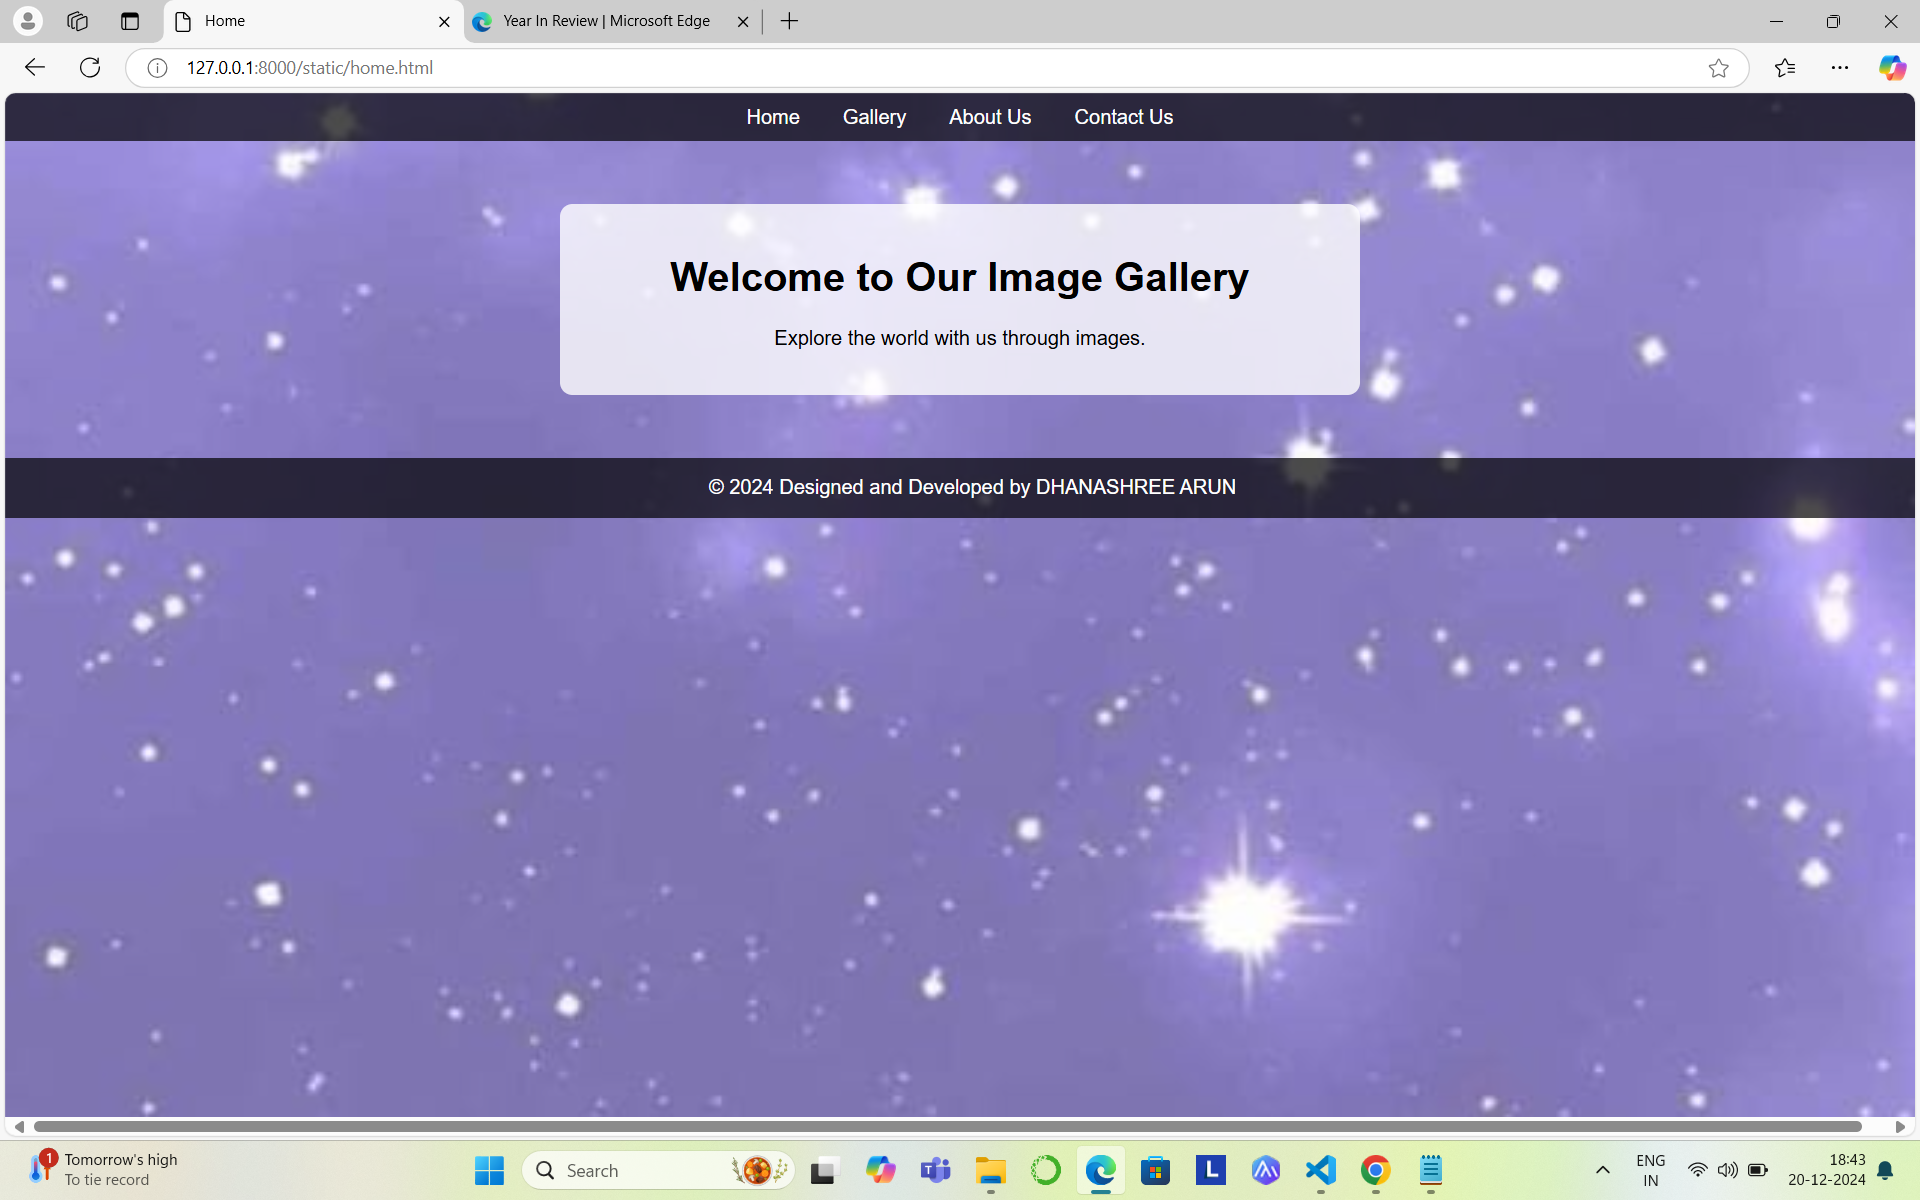 Home
Year In Review | Microsoft Edge
127.0.0.1:8000/static/home.html
Home Gallery About Us Contact Us
Welcome to Our Image Gallery
Explore the world with us through images.
© 2024 Designed and Developed by DHANASHREE ARUN
1
Tomorrow's high
To tie record
Search
L
ENG
IN
18:43
20-12-2024